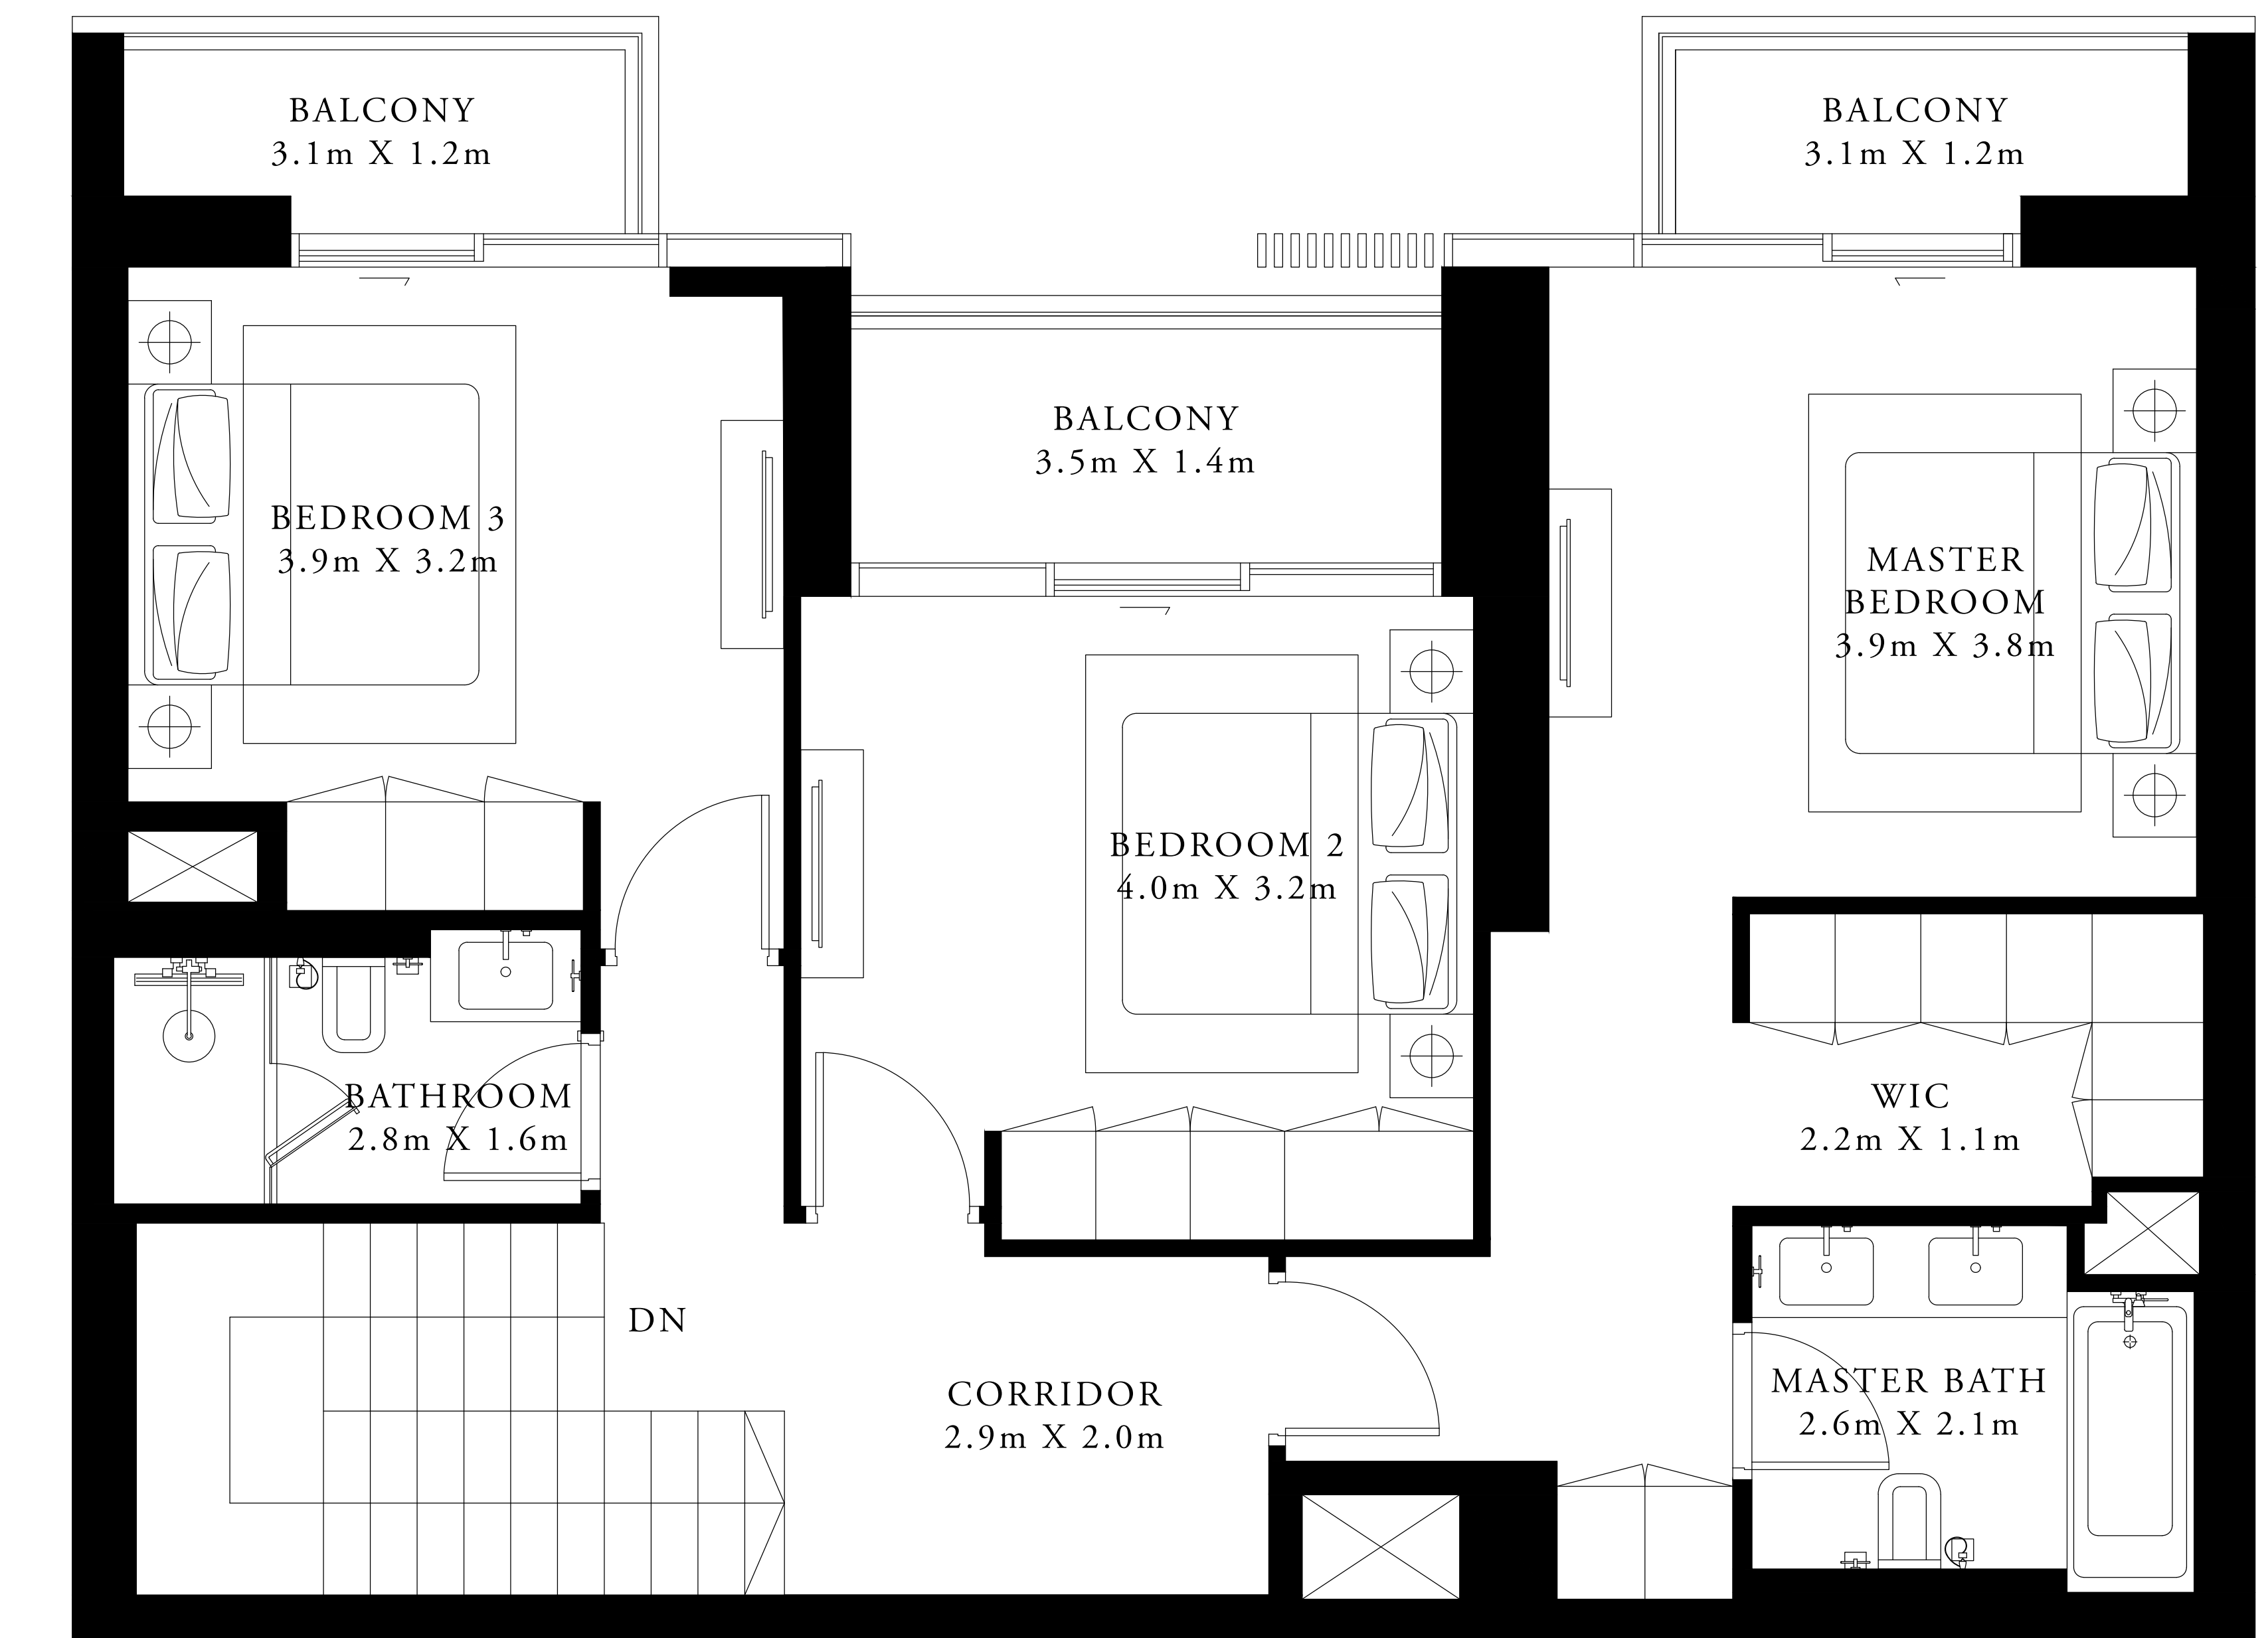 BALCONY
3.1m X 1.2m
BALCONY
3.1m X 1.2m
BALCONY
3.5m X 1.4m
BEDROOM 3
3.9m X 3.2m
MASTER
BEDROOM
3.9m X 3.8m
BEDROOM 2
4.0m X 3.2m
BATHROOM
2.8m X 1.6m
WIC
2.2m X 1.1m
DN
CORRIDOR
2.9m X 2.0m
MASTER BATH
2.6m X 2.1m